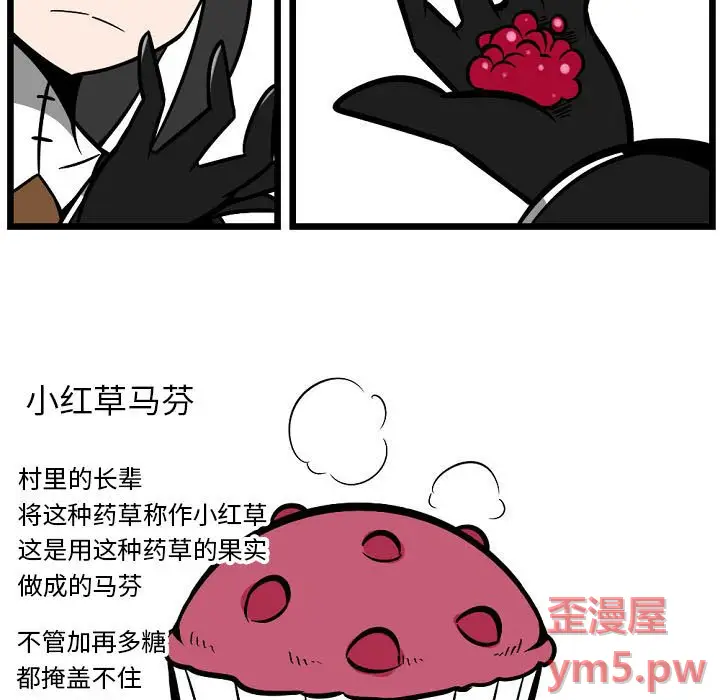 小红草马芬
村里的长辈
将这种药草称作小红草
这是用这种药草的果实
做成的马芬
不管加再多糖
都掩盖不住
歪漫屋
ym5.pw